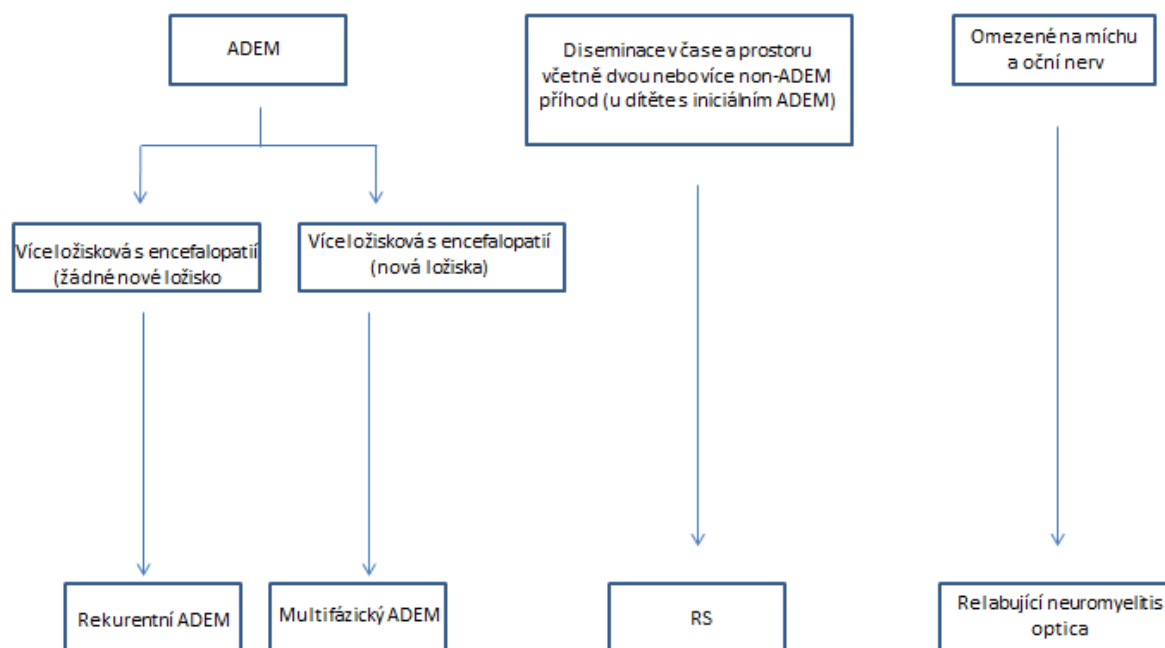 ADEM
Diseminace v čase a prostoru
včetně dvou nebo více non-ADEM
příhod (u dítěte s iniciálním ADEM)
Omezené na míchu
a oční nerv
Více ložisková s encefalopatií
(žádné nové ložisko
Více ložisková s encefalopatií
(nová ložiska)
Rekurentní ADEM
Multifázický ADEM
RS
Relabující neuromyelitis
optica